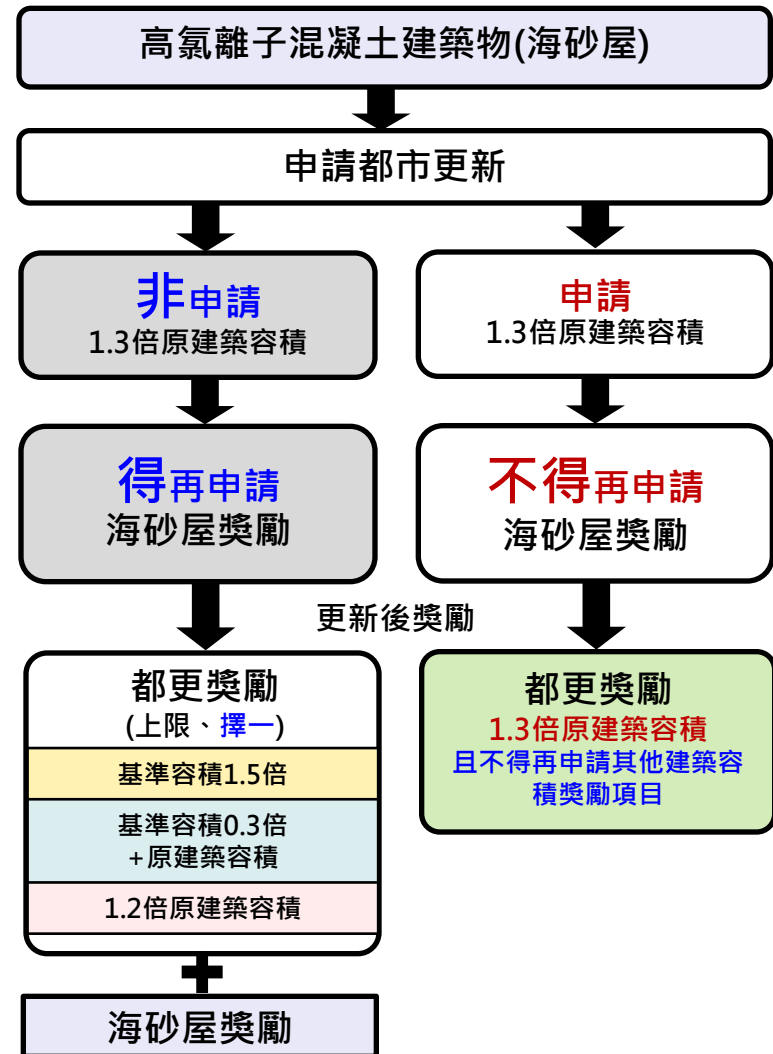 高氯離子混凝土建築物(海砂屋)
申請都市更新
非申請
1.3倍原建築容積
得再申請
海砂屋獎勵
申請
1.3倍原建築容積
不得再申請
海砂屋獎勵
更新後獎勵
都更獎勵
(上限、擇一)
基準容積1.5倍
基準容積0.3倍
+原建築容積
1.2倍原建築容積
海砂屋獎勵
都更獎勵
1.3倍原建築容積
且不得再申請其他建築容
積獎勵項目